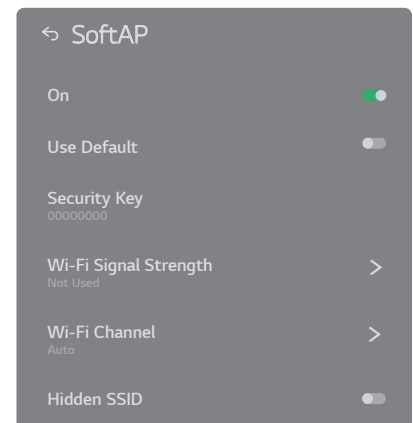 SoftAP
On
Use Default
Security Key
00000000
Wi-Fi Signal Strength
Not Used
Wi-Fi Channel
Auto
Hidden SSID